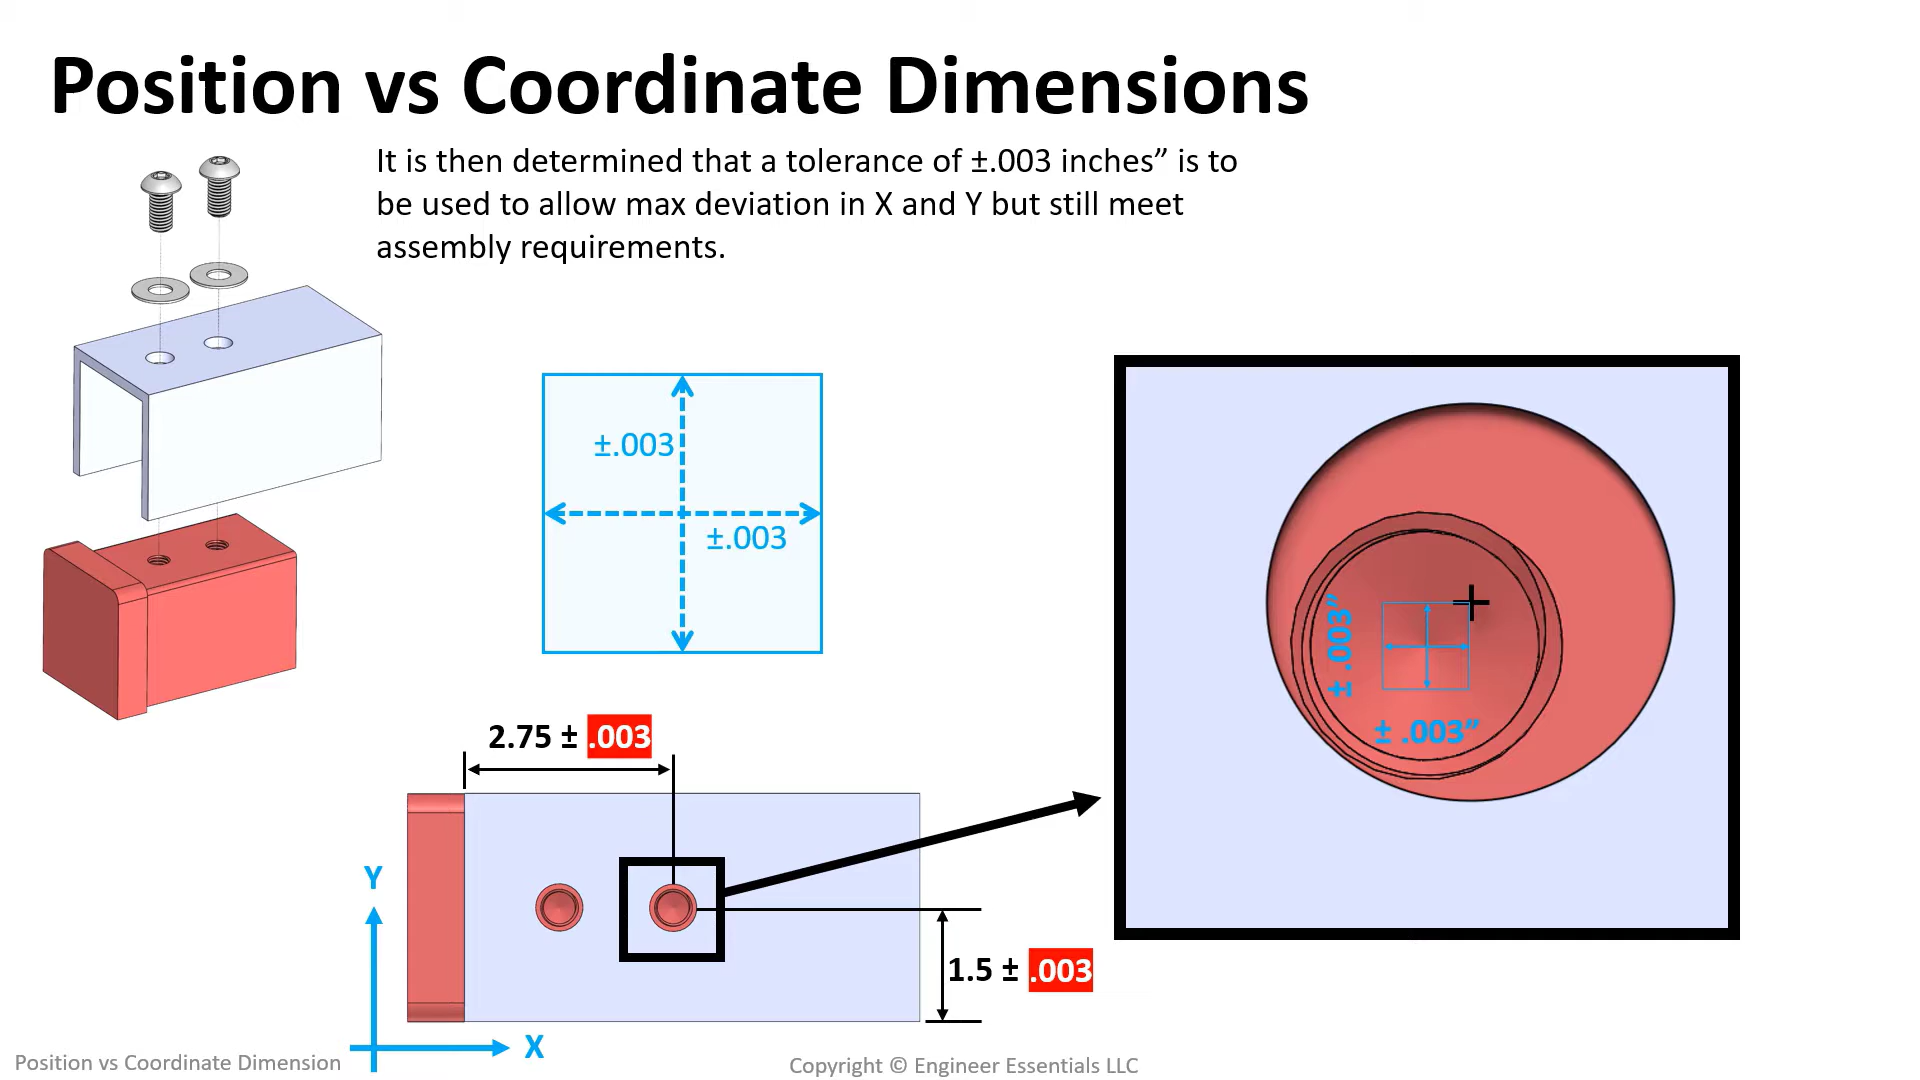 Position vs Coordinate Dimensions
It is then determined that a tolerance of ±.003 inches” is to
be used to allow max deviation in X and Y but still meet
assembly requirements.
±.003
±.003
± .003”
± .003”
2.75 ± .003
1.5 ± .003
Y
X
Position vs Coordinate Dimension
Copyright © Engineer Essentials LLC